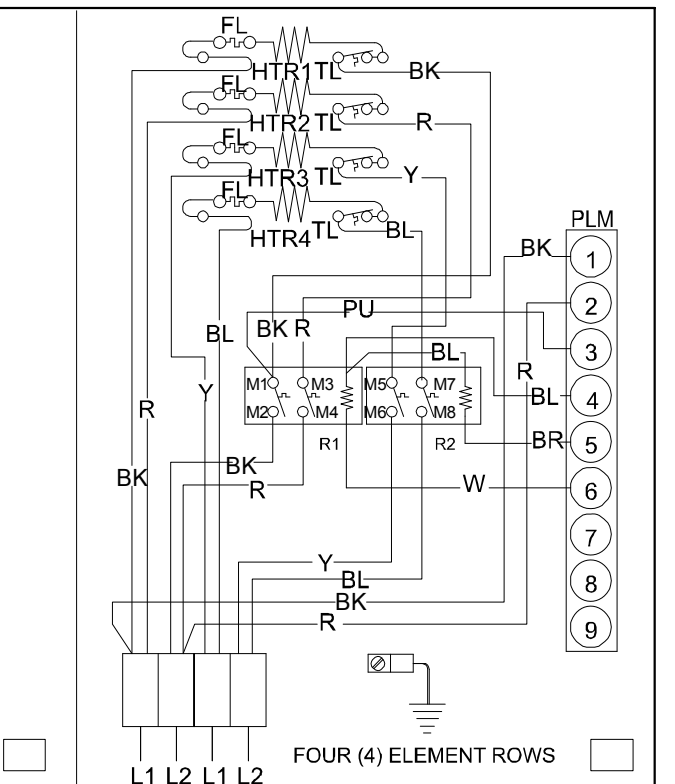 FL
HTR1 TL
BK
FL
HTR2 TL
R
FL
HTR3 TL
Y
FL
HTR4 TL
BL
PLM
BK
1
2
PU
3
BL
BK R
BL
R
Y
M1 M3 M5 M7
M2 M4 M6 M8
R1 R2
R
BL
4
BR
5
BK
BK
R
W
6
7
Y
BL
8
BK
R
9
L1 L2 L1 L2
FOUR (4) ELEMENT ROWS